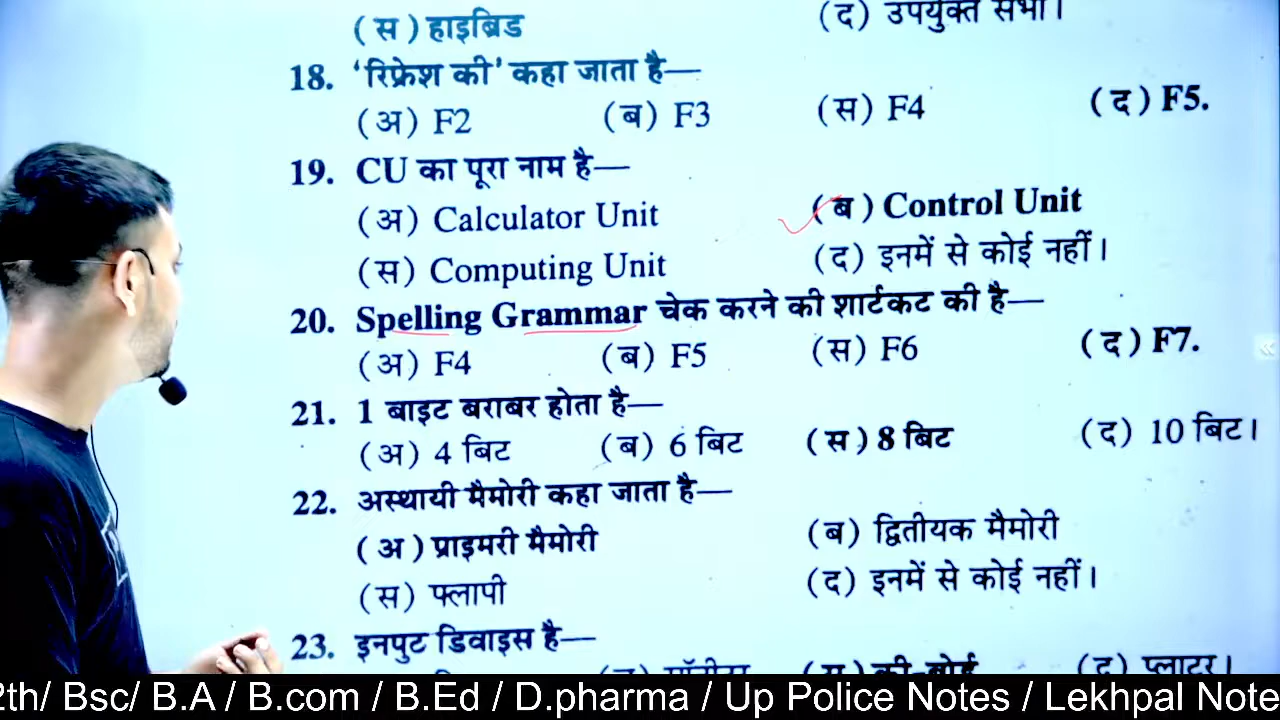 (स) हाइब्रिड (द) उपर्युक्त सभी।
18. ‘रिफ्रेश की’ कहा जाता है—
(अ) F2 (ब) F3 (स) F4 (द) F5.
19. CU का पूरा नाम है—
(अ) Calculator Unit (ब) Control Unit
(स) Computing Unit (द) इनमें से कोई नहीं।
20. Spelling Grammar चेक करने की शार्टकट की है—
(अ) F4 (ब) F5 (स) F6 (द) F7.
21. 1 बाइट बराबर होता है—
(अ) 4 बिट (ब) 6 बिट (स) 8 बिट (द) 10 बिट।
22. अस्थायी मैमोरी कहा जाता है—
(अ) प्राइमरी मैमोरी (ब) द्वितीयक मैमोरी
(स) फ्लापी (द) इनमें से कोई नहीं।
23. इनपुट डिवाइस है—
(स) की-बोर्ड (द) प्लाटर।
2th/ Bsc/ B.A / B.com / B.Ed / D.pharma / Up Police Notes / Lekhpal Note